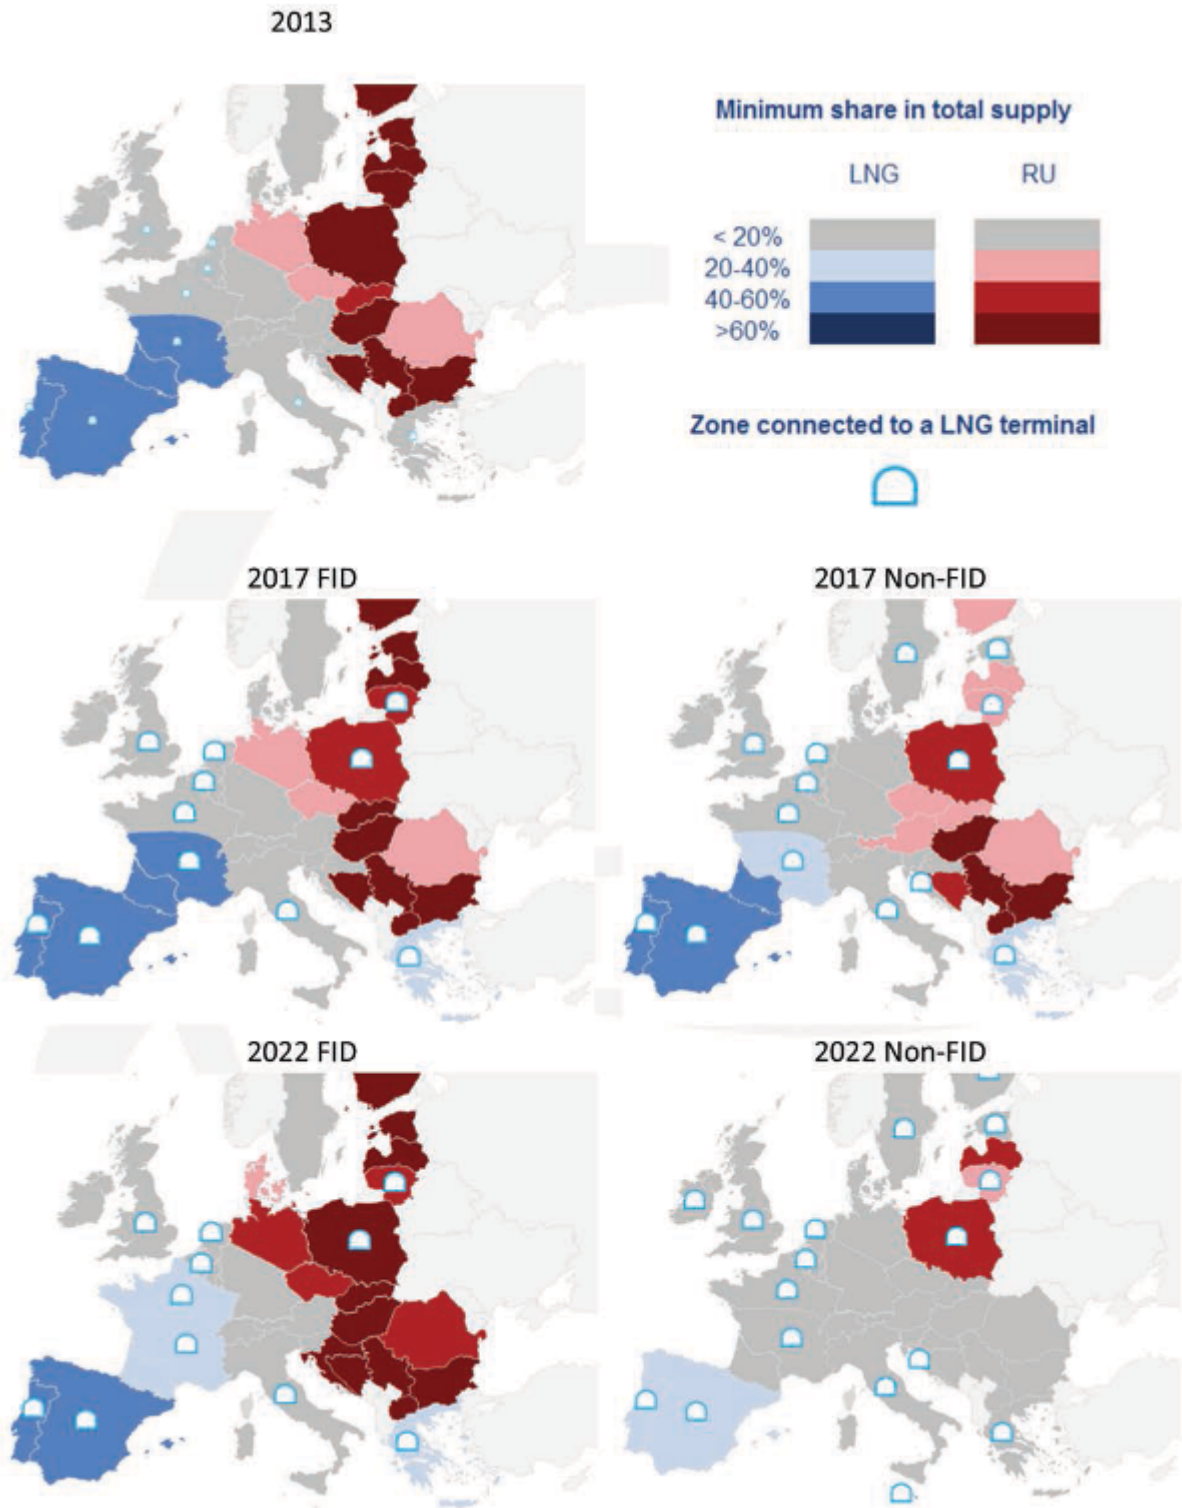 2013
Minimum share in total supply
LNG RU
< 20%
20-40%
40-60%
>60%
Zone connected to a LNG terminal
2017 FID
2017 Non-FID
2022 FID
2022 Non-FID